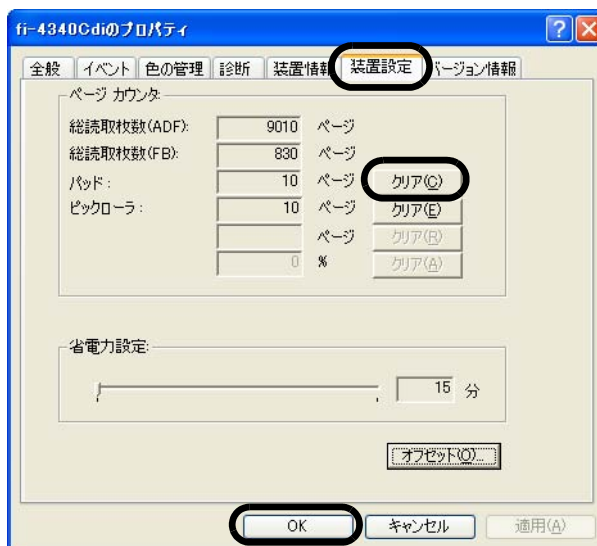 fi-4340Cdiのプロパティ
全般 イベント 色の管理 診断 装置情報 装置設定 バージョン情報
ページ カウンタ:
総読取枚数(ADF): 9010 ページ
総読取枚数(FB): 830 ページ
パッド: 10 ページ クリア(C)
ピックローラ: 10 ページ クリア(E)
ページ クリア(R)
0 % クリア(A)
省電力設定:
15 分
オフセット(O)...
OK キャンセル 適用(A)